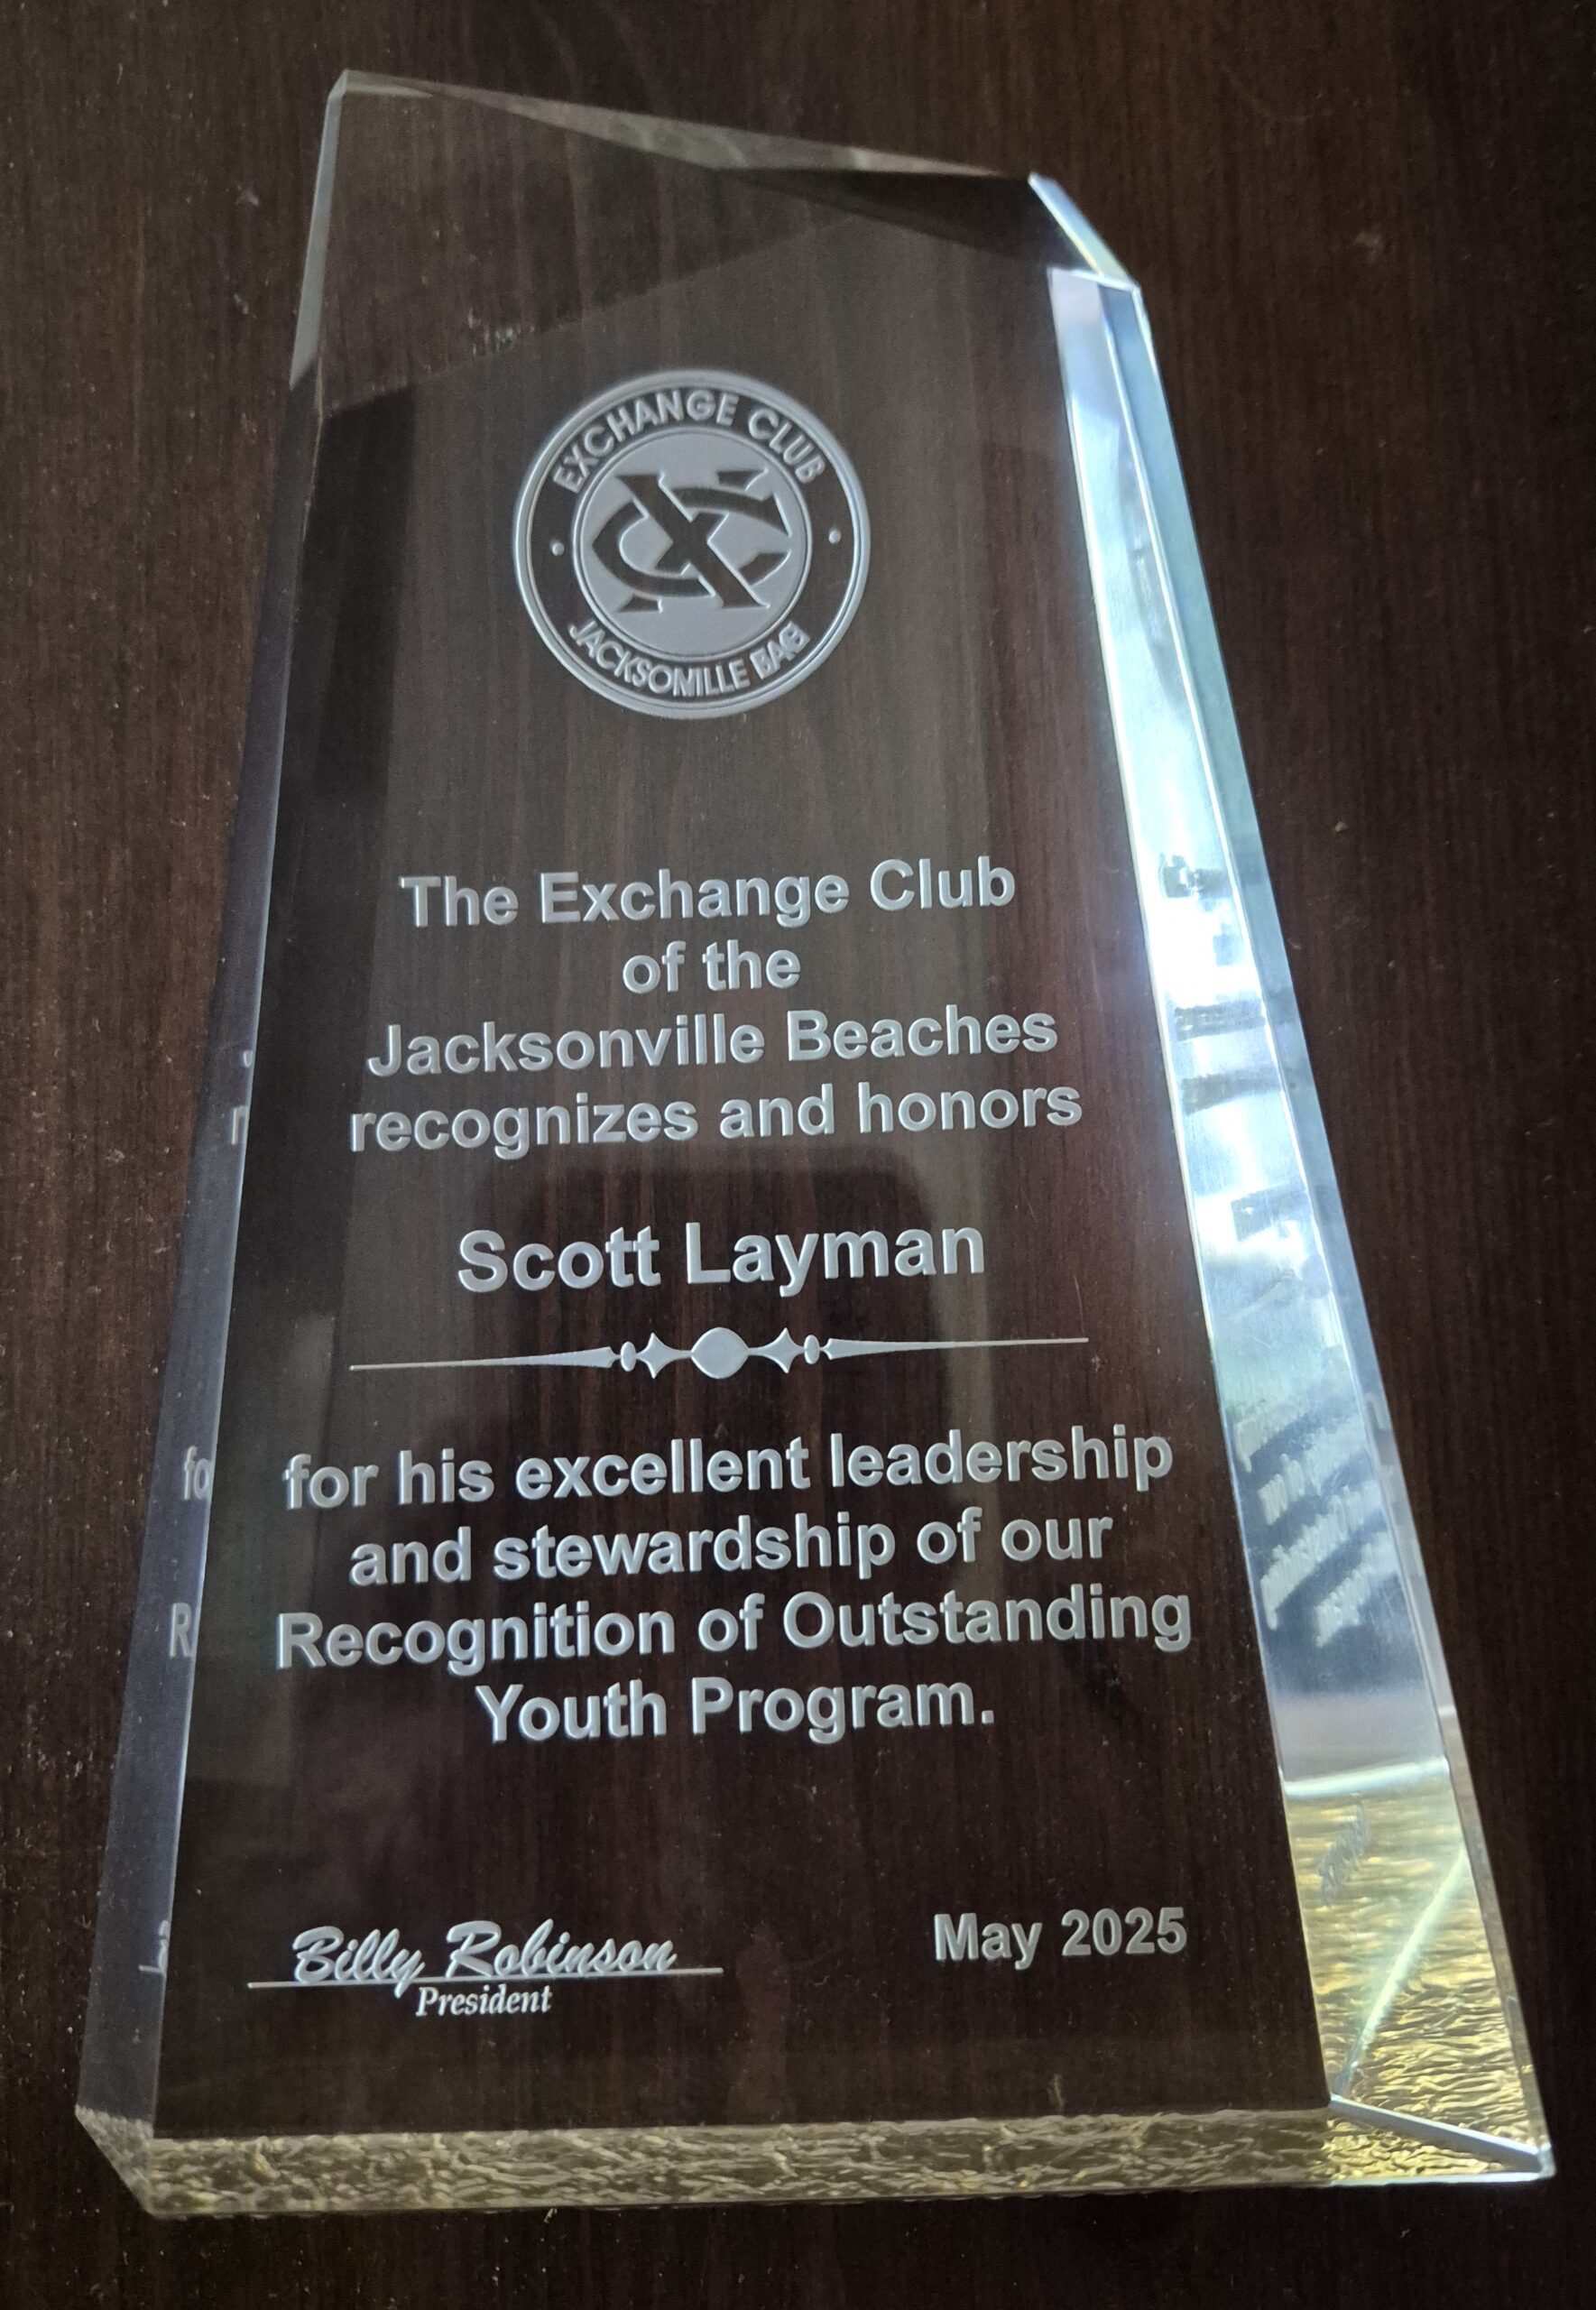 EXCHANGE CLUB
JACKSOMILLE BAG
The Exchange Club
of the
Jacksonville Beaches
recognizes and honors
Scott Layman
for his excellent leadership
and stewardship of our
Recognition of Outstanding
Youth Program.
Billy Robinson
President
May 2025